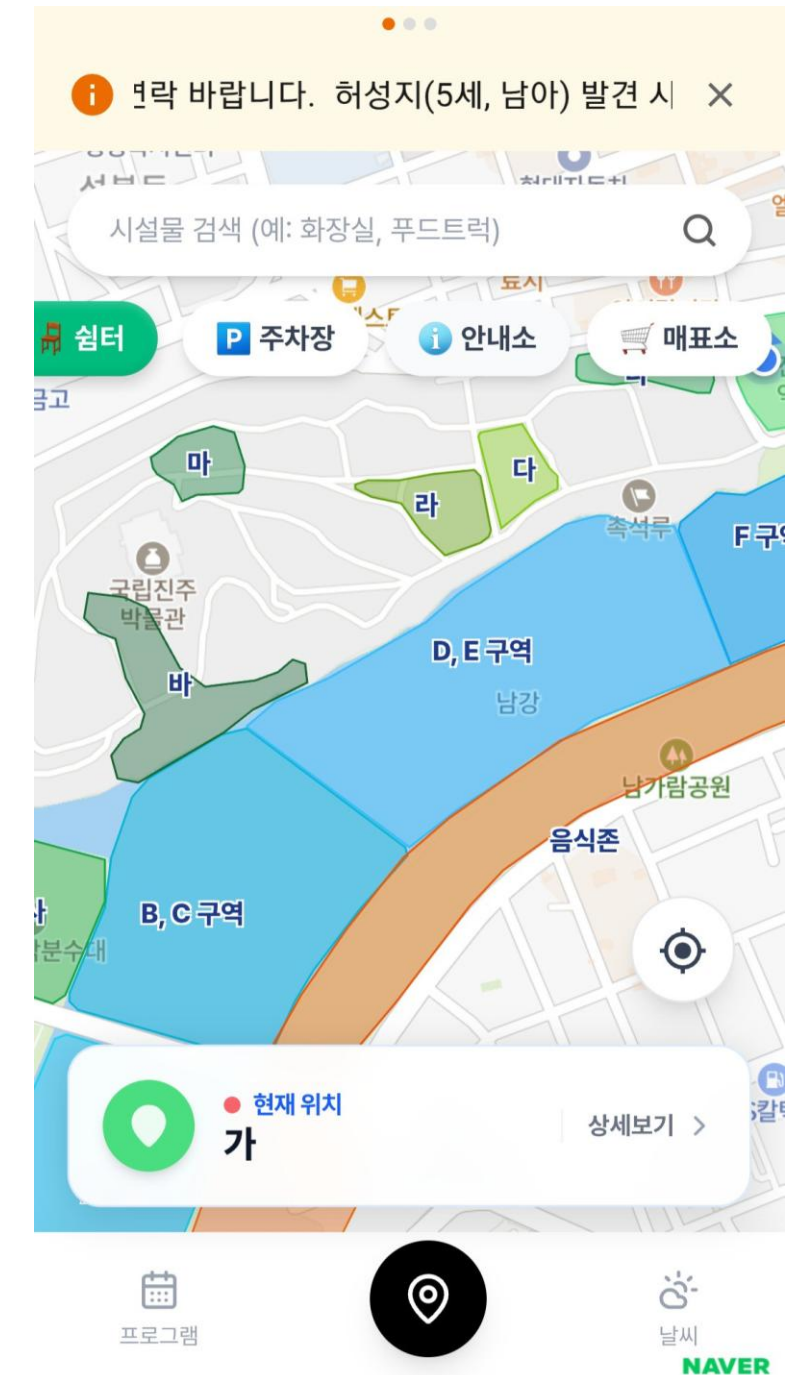 연락 바랍니다. 허성지(5세, 남아) 발견 시
시설물 검색 (예: 화장실, 푸드트럭)
쉼터
주차장
안내소
매표소
금고
마
라
다
촉석루
F 구역
국립진주
박물관
D, E 구역
바
남강
남가람공원
음식존
B, C 구역
현재 위치
가
상세보기
프로그램
날씨
NAVER